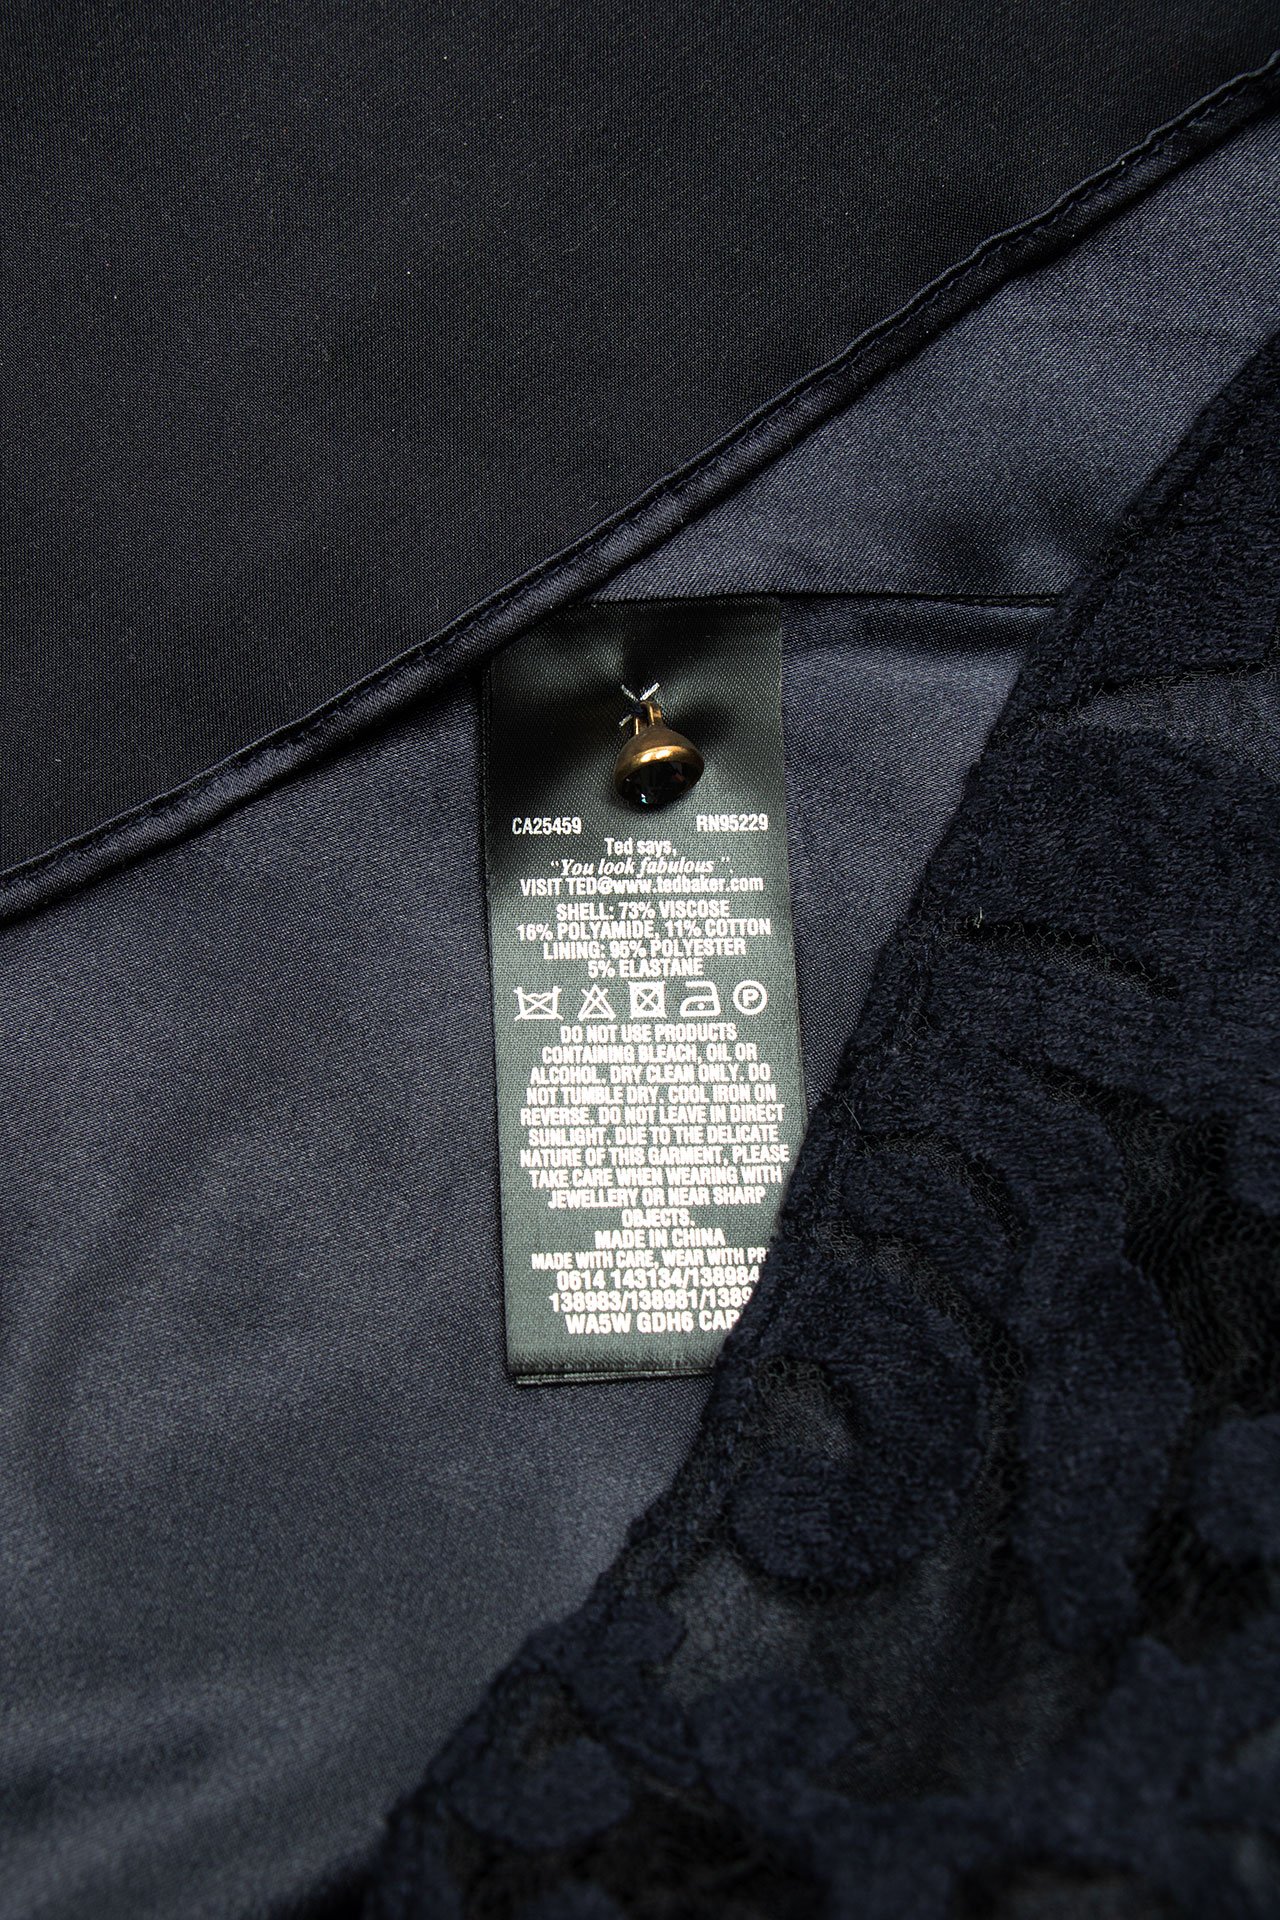 CA25459 RN95229
Ted says,
"You look fabulous".
VISIT TED@www.tedbaker.com
SHELL: 73% VISCOSE
16% POLYAMIDE, 11% COTTON
LINING: 95% POLYESTER
5% ELASTANE
P
DO NOT USE PRODUCTS
CONTAINING BLEACH, OIL OR
ALCOHOL, DRY CLEAN ONLY. DO
NOT TUMBLE DRY. COOL IRON ON
REVERSE. DO NOT LEAVE IN DIRECT
SUNLIGHT. DUE TO THE DELICATE
NATURE OF THIS GARMENT, PLEASE
TAKE CARE WHEN WEARING WITH
JEWELLERY OR NEAR SHARP
OBJECTS.
MADE IN CHINA
MADE WITH CARE, WEAR WITH
0614 143134/138984
138983/138981/
WA5W GDH6